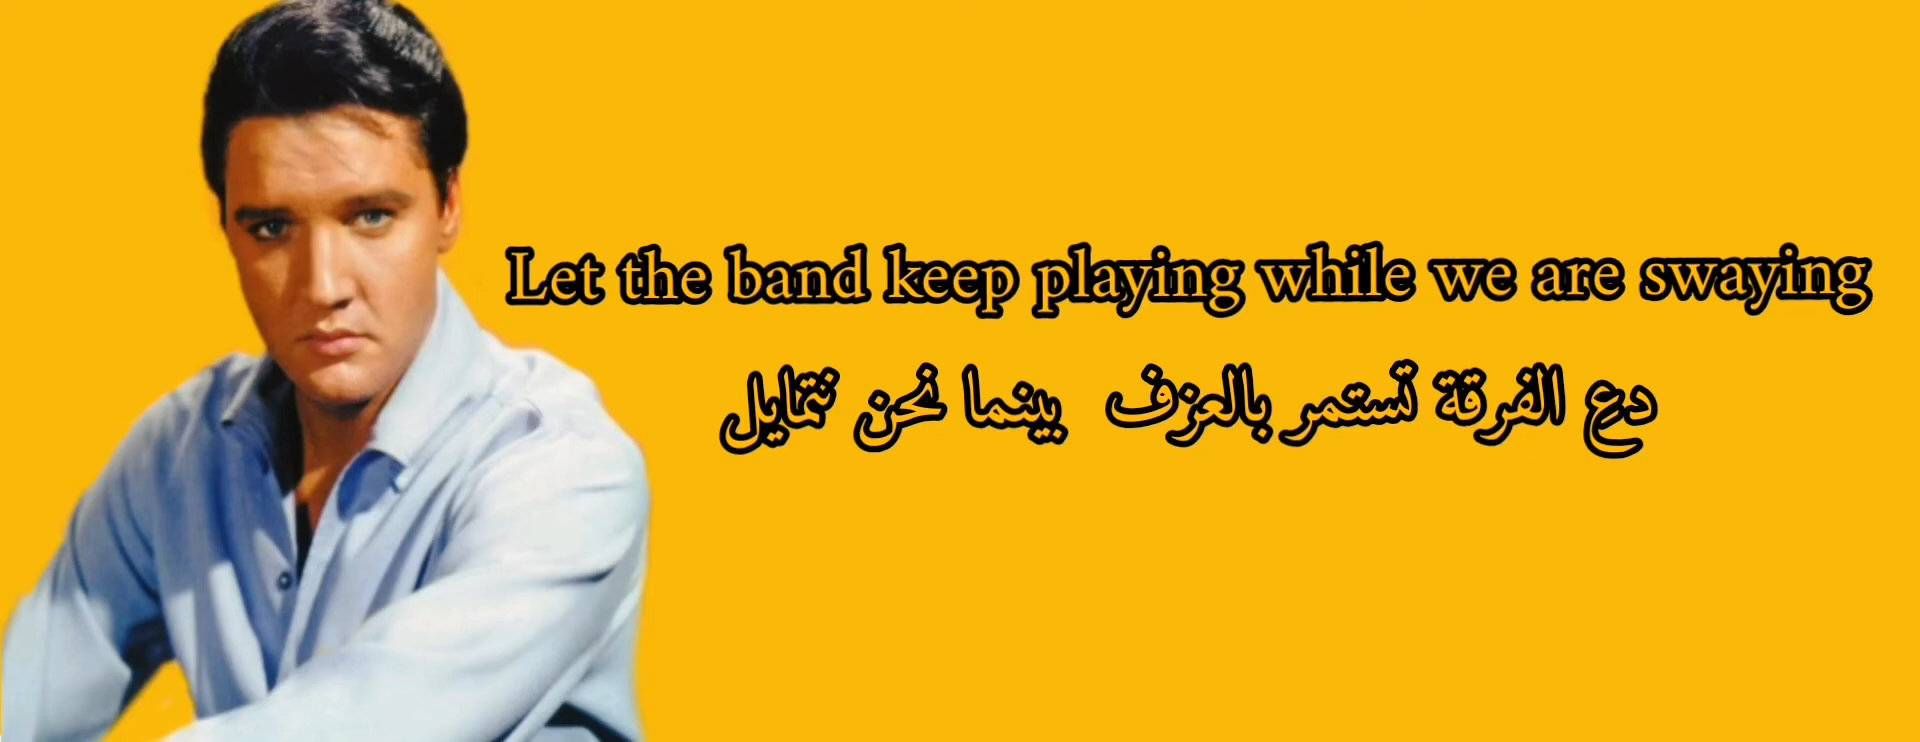 Let the band keep playing while we are swaying
دع الفرقة تستمر بالعزف بينما نحن نتمايل